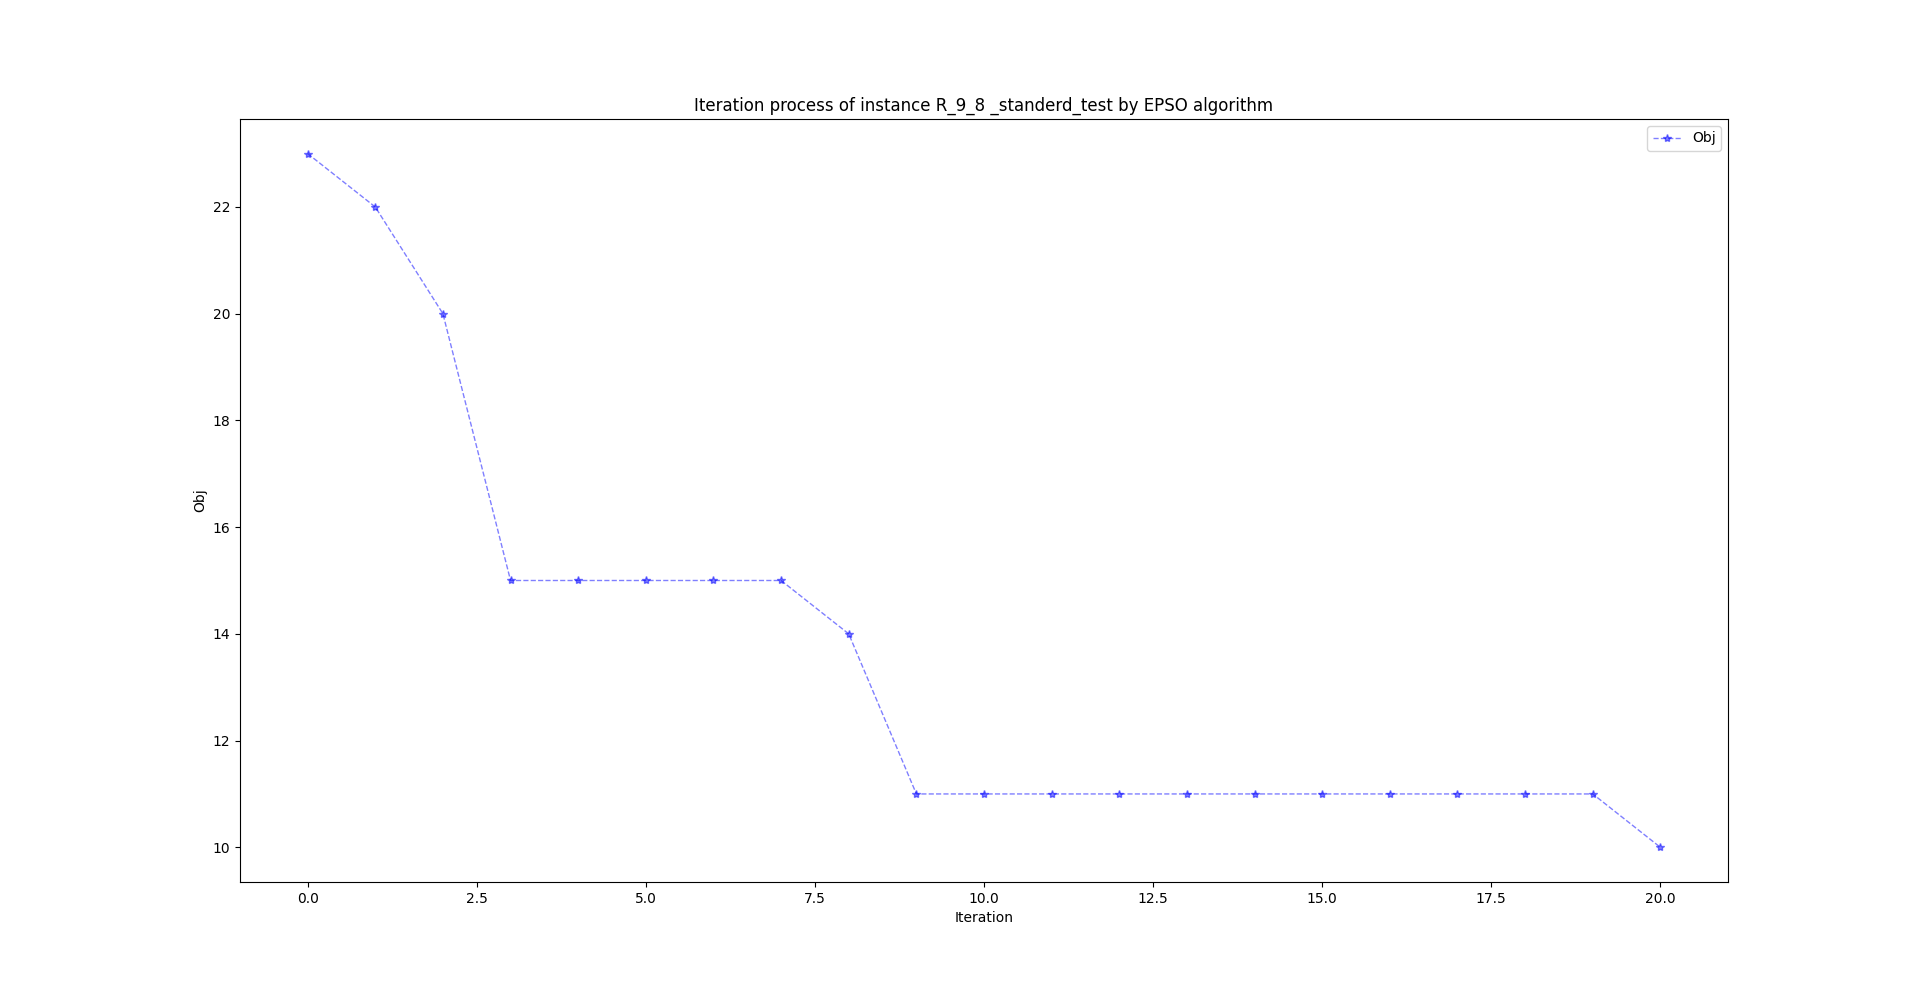 Iteration process of instance R_9_8 _standerd_test by EPSO algorithm
Obj
22
20
18
16
14
12
10
Obj
0.0 2.5 5.0 7.5 10.0 12.5 15.0 17.5 20.0
Iteration